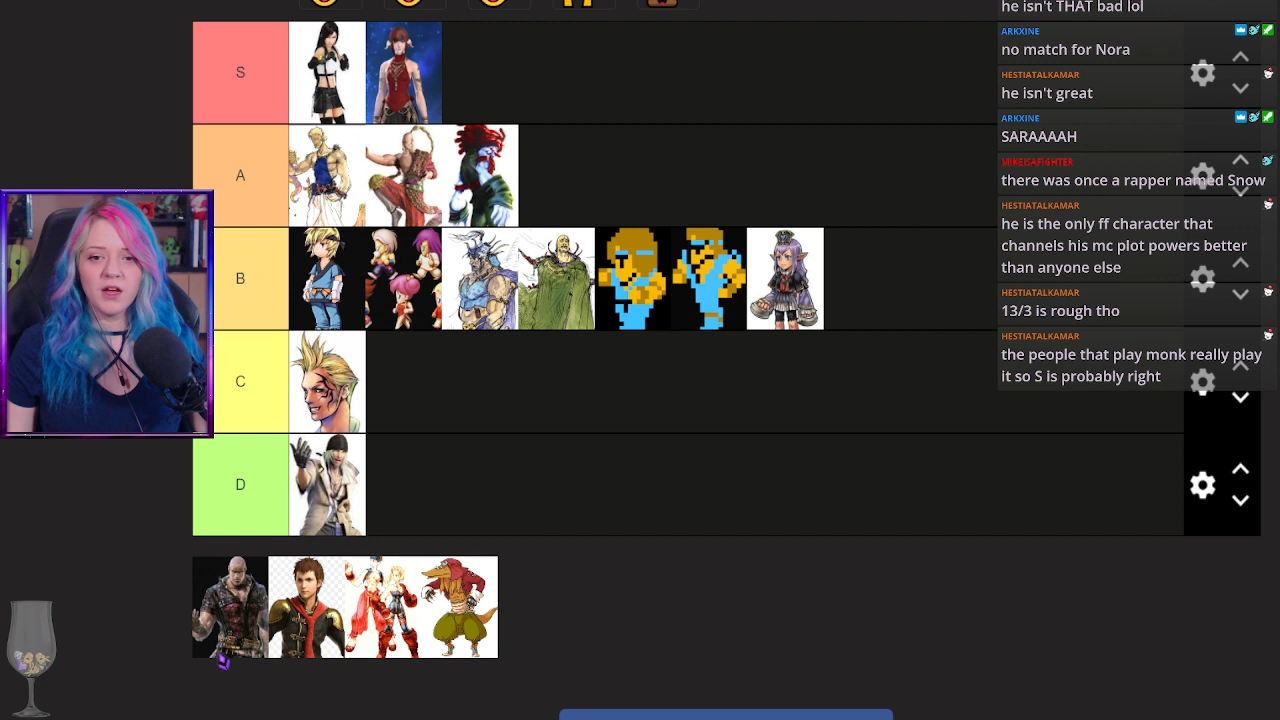 he isn't THAT bad lol
ARKXINE
no match for Nora
HESTIATALKAMAR
he isn't great
ARKXINE
SARAAAAH
MIKEISAFIGHTER
there was once a rapper named Snow
HESTIATALKAMAR
he is the only ff character that
channels his mc plot powers better
than anyone else
HESTIATALKAMAR
13/3 is rough tho
HESTIATALKAMAR
the people that play monk really play
it so S is probably right
S
A
B
C
D